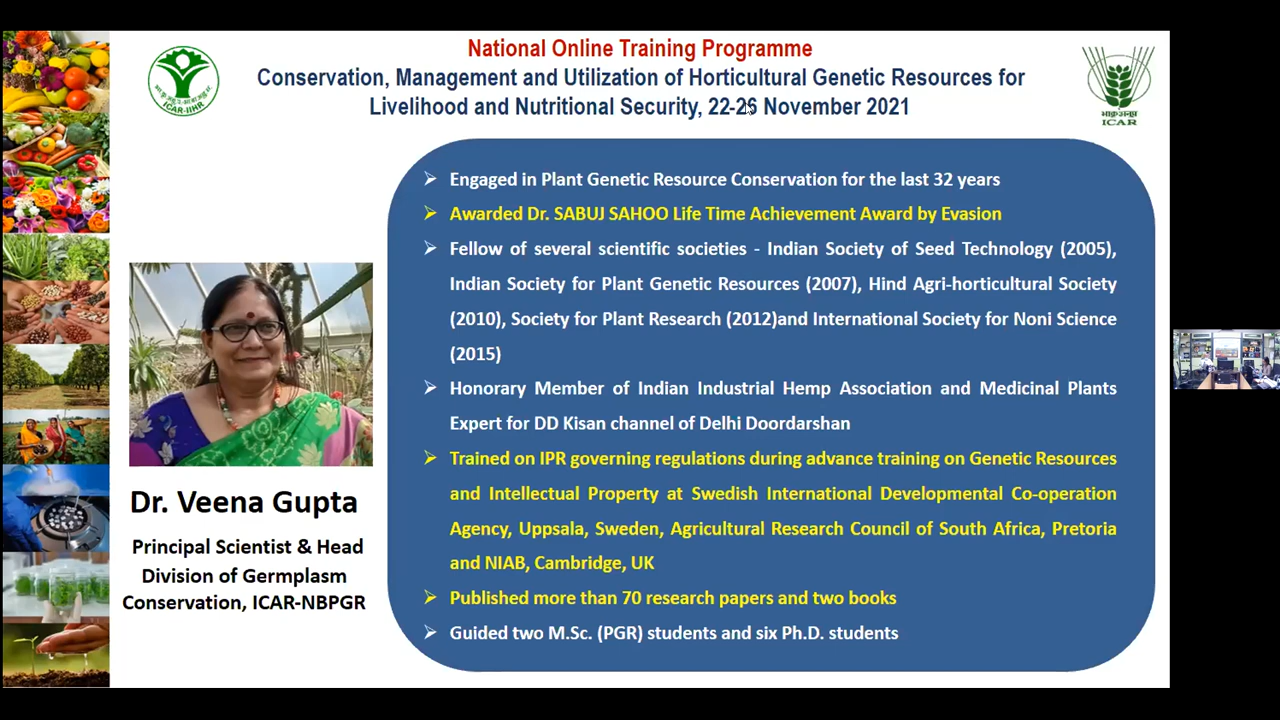 National Online Training Programme
Conservation, Management and Utilization of Horticultural Genetic Resources for
Livelihood and Nutritional Security, 22-26 November 2021
ICAR-IIHR
भाकृअनुप
ICAR
Engaged in Plant Genetic Resource Conservation for the last 32 years
Awarded Dr. SABUJ SAHOO Life Time Achievement Award by Evasion
Fellow of several scientific societies - Indian Society of Seed Technology (2005),
Indian Society for Plant Genetic Resources (2007), Hind Agri-horticultural Society
(2010), Society for Plant Research (2012)and International Society for Noni Science
(2015)
Honorary Member of Indian Industrial Hemp Association and Medicinal Plants
Expert for DD Kisan channel of Delhi Doordarshan
Trained on IPR governing regulations during advance training on Genetic Resources
and Intellectual Property at Swedish International Developmental Co-operation
Agency, Uppsala, Sweden, Agricultural Research Council of South Africa, Pretoria
and NIAB, Cambridge, UK
Published more than 70 research papers and two books
Guided two M.Sc. (PGR) students and six Ph.D. students
Dr. Veena Gupta
Principal Scientist & Head
Division of Germplasm
Conservation, ICAR-NBPGR